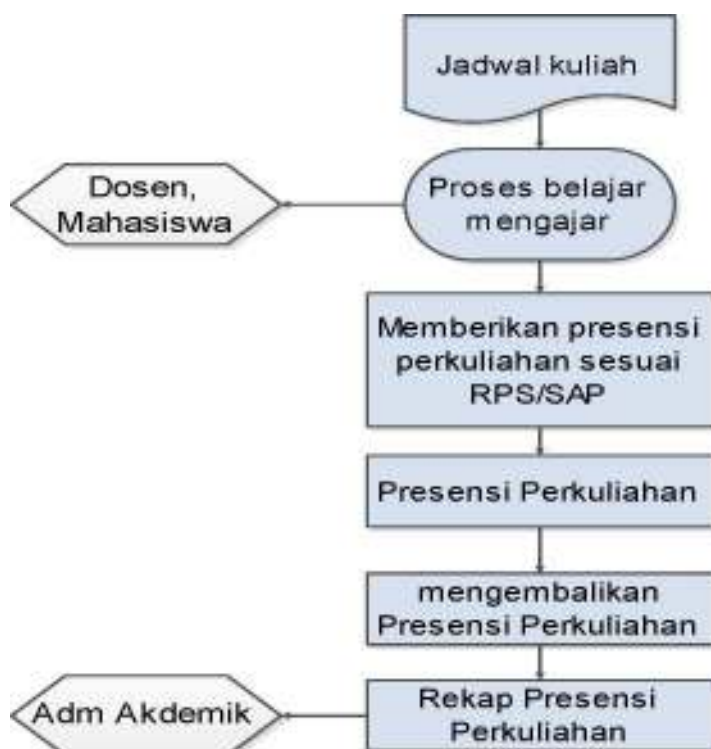 Jadwal kuliah
Dosen,
Mahasiswa
Proses belajar
mengajar
Memberikan presensi
perkuliahan sesuai
RPS/SAP
Presensi Perkuliahan
mengembalikan
Presensi Perkuliahan
Adm Akdemik
Rekap Presensi
Perkuliahan